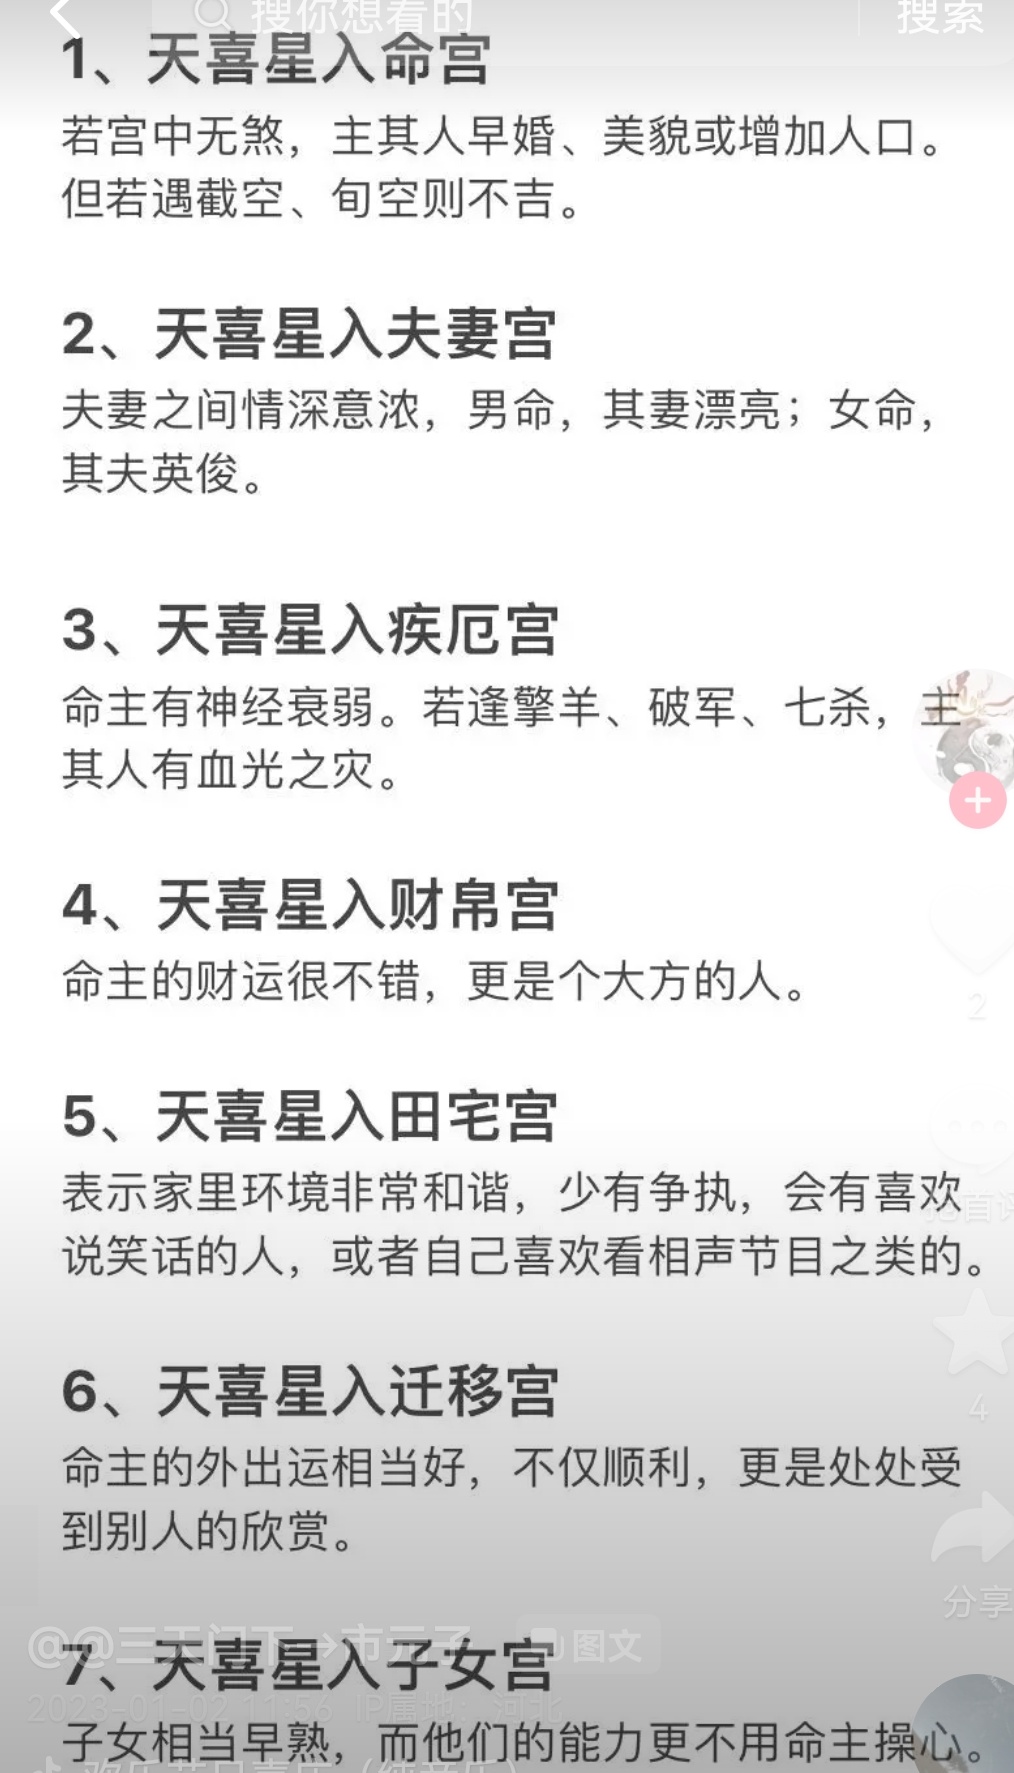 搜你想看的
搜索
1、天喜星入命宫
若宫中无煞，主其人早婚、美貌或增加人口。
但若遇截空、旬空则不吉。
2、天喜星入夫妻宫
夫妻之间情深意浓，男命，其妻漂亮；女命，
其夫英俊。
3、天喜星入疾厄宫
命主有神经衰弱。若逢擎羊、破军、七杀，主
其人有血光之灾。
4、天喜星入财帛宫
命主的财运很不错，更是个大方的人。
2
5、天喜星入田宅宫
表示家里环境非常和谐，少有争执，会有喜欢
抢首评
说笑话的人，或者自己喜欢看相声节目之类的。
6、天喜星入迁移宫
4
命主的外出运相当好，不仅顺利，更是处处受
到别人的欣赏。
分享
@@三天门下→市元子
图文
7、天喜星入子女宫
2023-01-02 11:56 IP属地：河北
子女相当早熟，而他们的能力更不用命主操心。